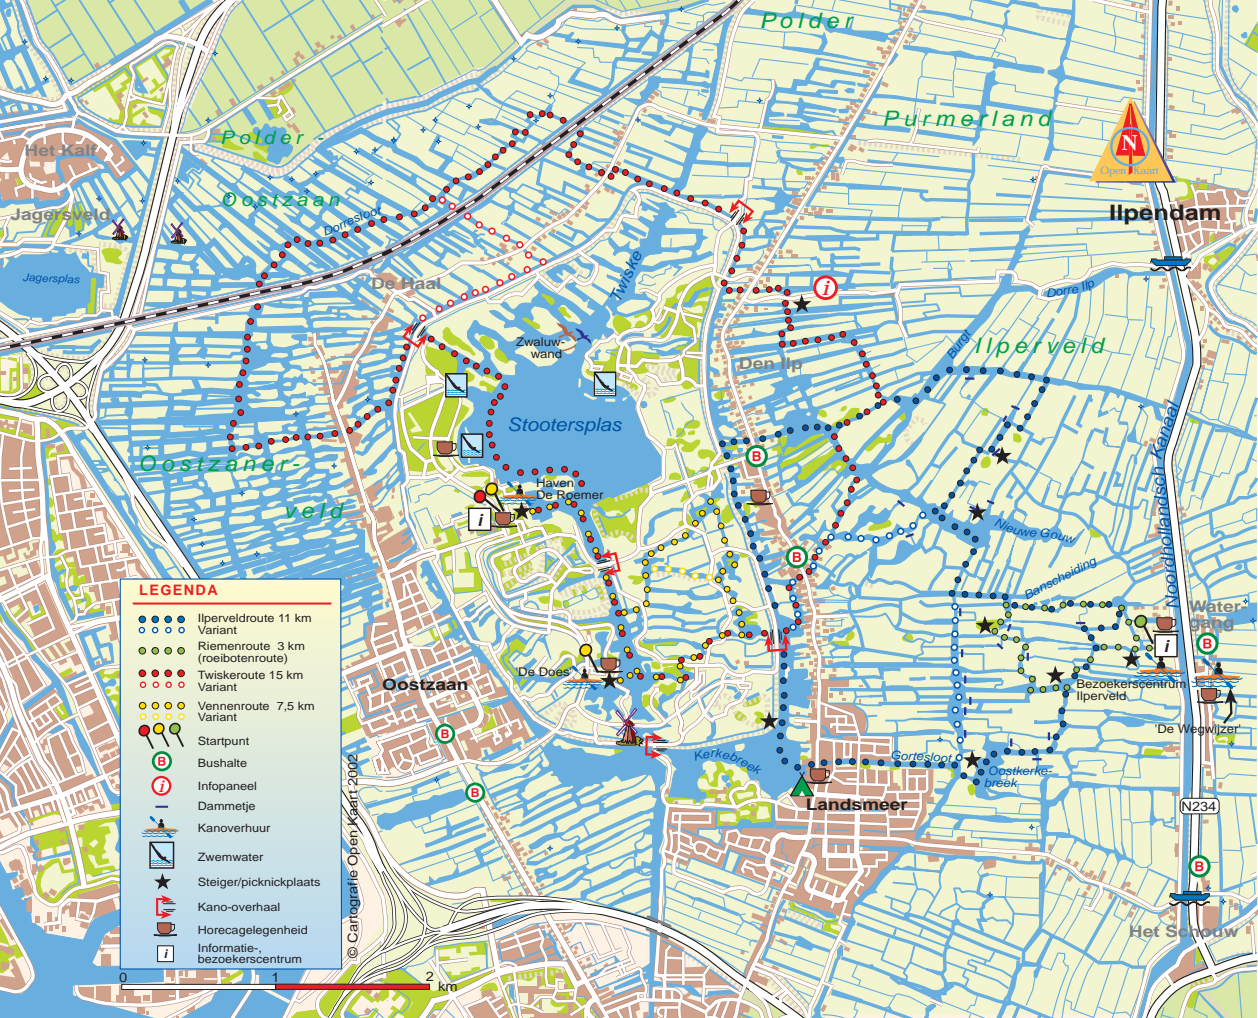 Polder
Purmerland
Polder -
Oostzaan
Het Kalf
Jagersveld
Jagersplas
Dorresloot
De Haal
Twiske
N
Open Kaart
Ilpendam
i
Dorre Ilp
Burgt
Ilperveld
Zwaluw-
wand
Den Ilp
Stootersplas
Oostzaner-
veld
B
Haven
De Roemer
i
B
Nieuwe Gouw
Noordhollandsch Kanaal
Banscheiding
Water-
gang
B
i
'De Does'
Bezoekerscentrum
Ilperveld
'De Wegwijzer'
Oostzaan
B
B
Kerkebreek
Gortesloot
Oostkerke-
breek
Landsmeer
N234
B
Het Schouw
LEGENDA
Ilperveldroute 11 km
Variant
Riemenroute 3 km
(roeibotenroute)
Twiskeroute 15 km
Variant
Vennenroute 7,5 km
Variant
Startpunt
B Bushalte
i Infopaneel
Dammetje
Kanoverhuur
Zwemwater
Steiger/picknickplaats
Kano-overhaal
Horecagelegenheid
i Informatie-,
bezoekerscentrum
© Cartografie Open Kaart 2002
0 1 2
km